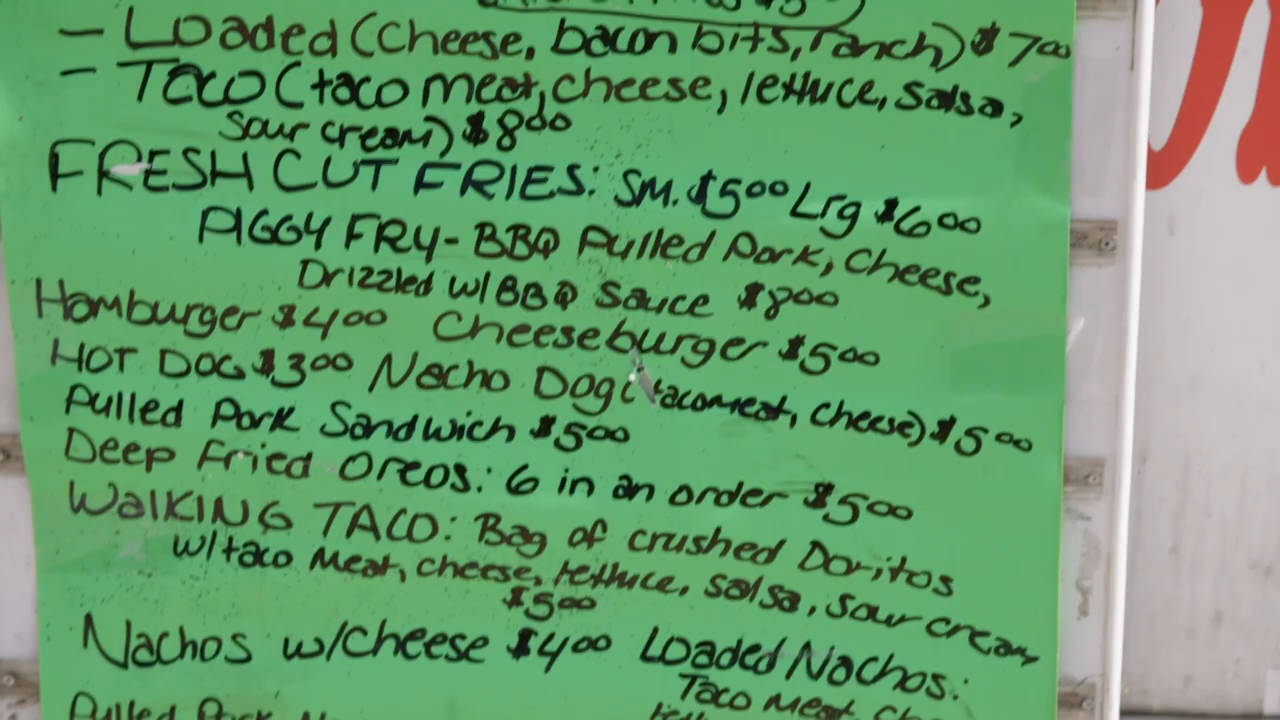 - Loaded (Cheese, bacon bits, ranch) $7.00
- Taco (taco meat, cheese, lettuce, salsa,
sour cream) $8.00
FRESH CUT FRIES: SM. $5.00 Lrg $6.00
PIGGY FRY - BBQ Pulled Pork, Cheese,
Drizzled w/ BBQ Sauce $8.00
Hamburger $4.00 Cheeseburger $5.00
HOT DOG $3.00 Nacho Dog (taco meat, cheese) $5.00
Pulled Pork Sandwich $5.00
Deep Fried Oreos: 6 in an order $5.00
WALKING TACO: Bag of crushed Doritos
w/ taco Meat, cheese, lettuce, salsa, sour cream
$5.00
Nachos w/ Cheese $4.00 Loaded Nachos:
Taco Meat,
Pulled Pork